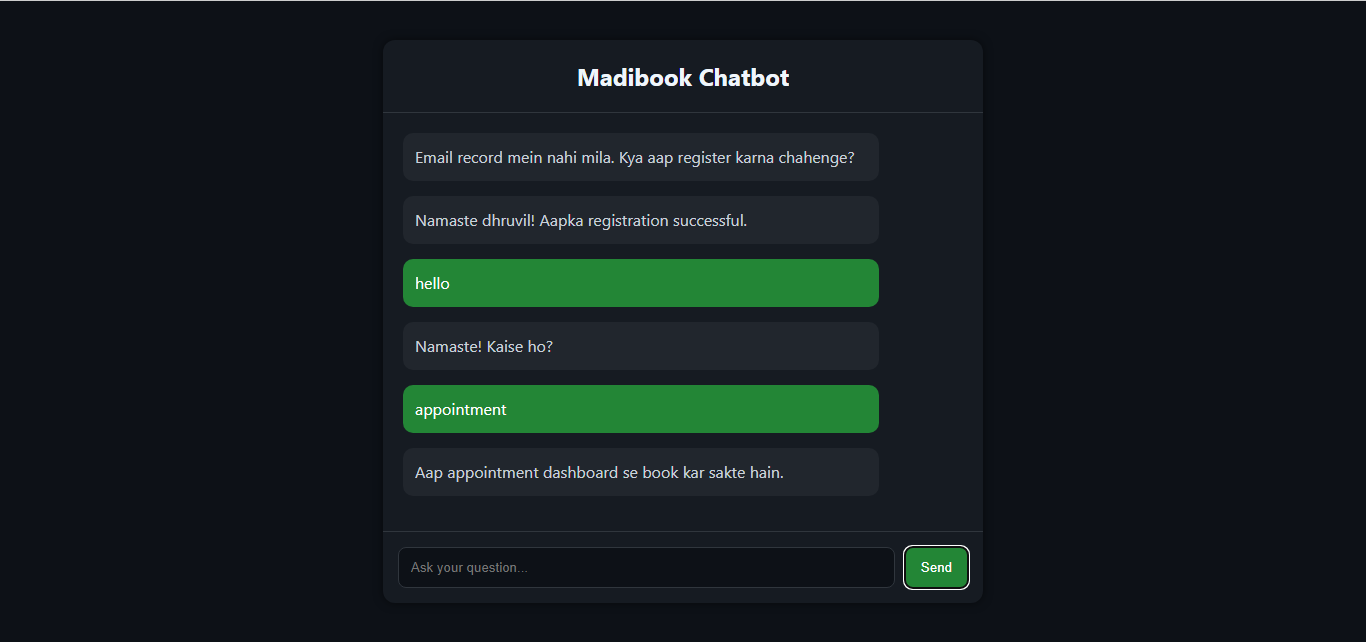 Madibook Chatbot
Email record mein nahi mila. Kya aap register karna chahenge?
Namaste dhruvil! Aapka registration successful.
hello
Namaste! Kaise ho?
appointment
Aap appointment dashboard se book kar sakte hain.
Ask your question...
Send